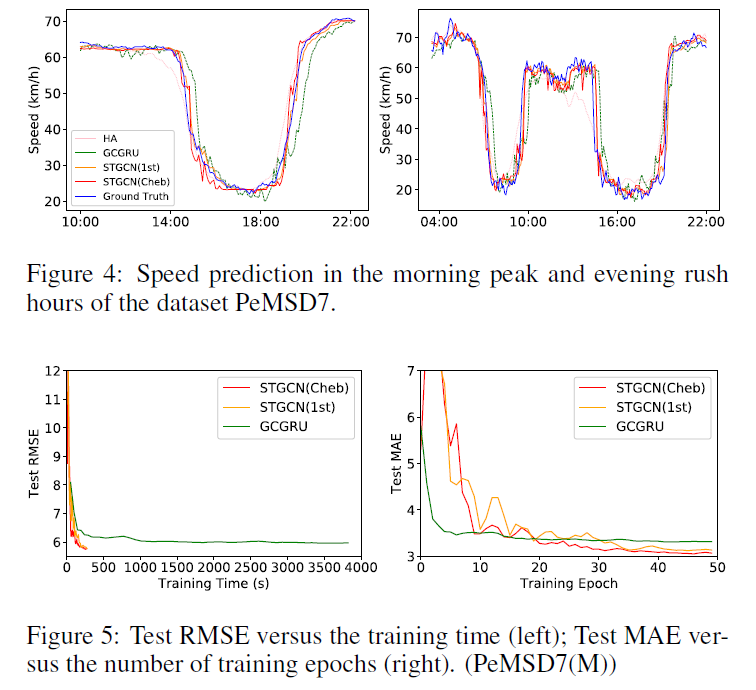 70
60
50
40
30
20
Speed (km/h)
HA
GCGRU
STGCN(1st)
STGCN(Cheb)
Ground Truth
10:00 14:00 18:00 22:00
70
60
50
40
30
20
Speed (km/h)
04:00 10:00 16:00 22:00
Figure 4: Speed prediction in the morning peak and evening rush
hours of the dataset PeMSD7.
12
11
10
9
8
7
6
Test RMSE
STGCN(Cheb)
STGCN(1st)
GCGRU
0 500 1000 1500 2000 2500 3000 3500 4000
Training Time (s)
7
6
5
4
3
Test MAE
STGCN(Cheb)
STGCN(1st)
GCGRU
0 10 20 30 40 50
Training Epoch
Figure 5: Test RMSE versus the training time (left); Test MAE ver-
sus the number of training epochs (right). (PeMSD7(M))